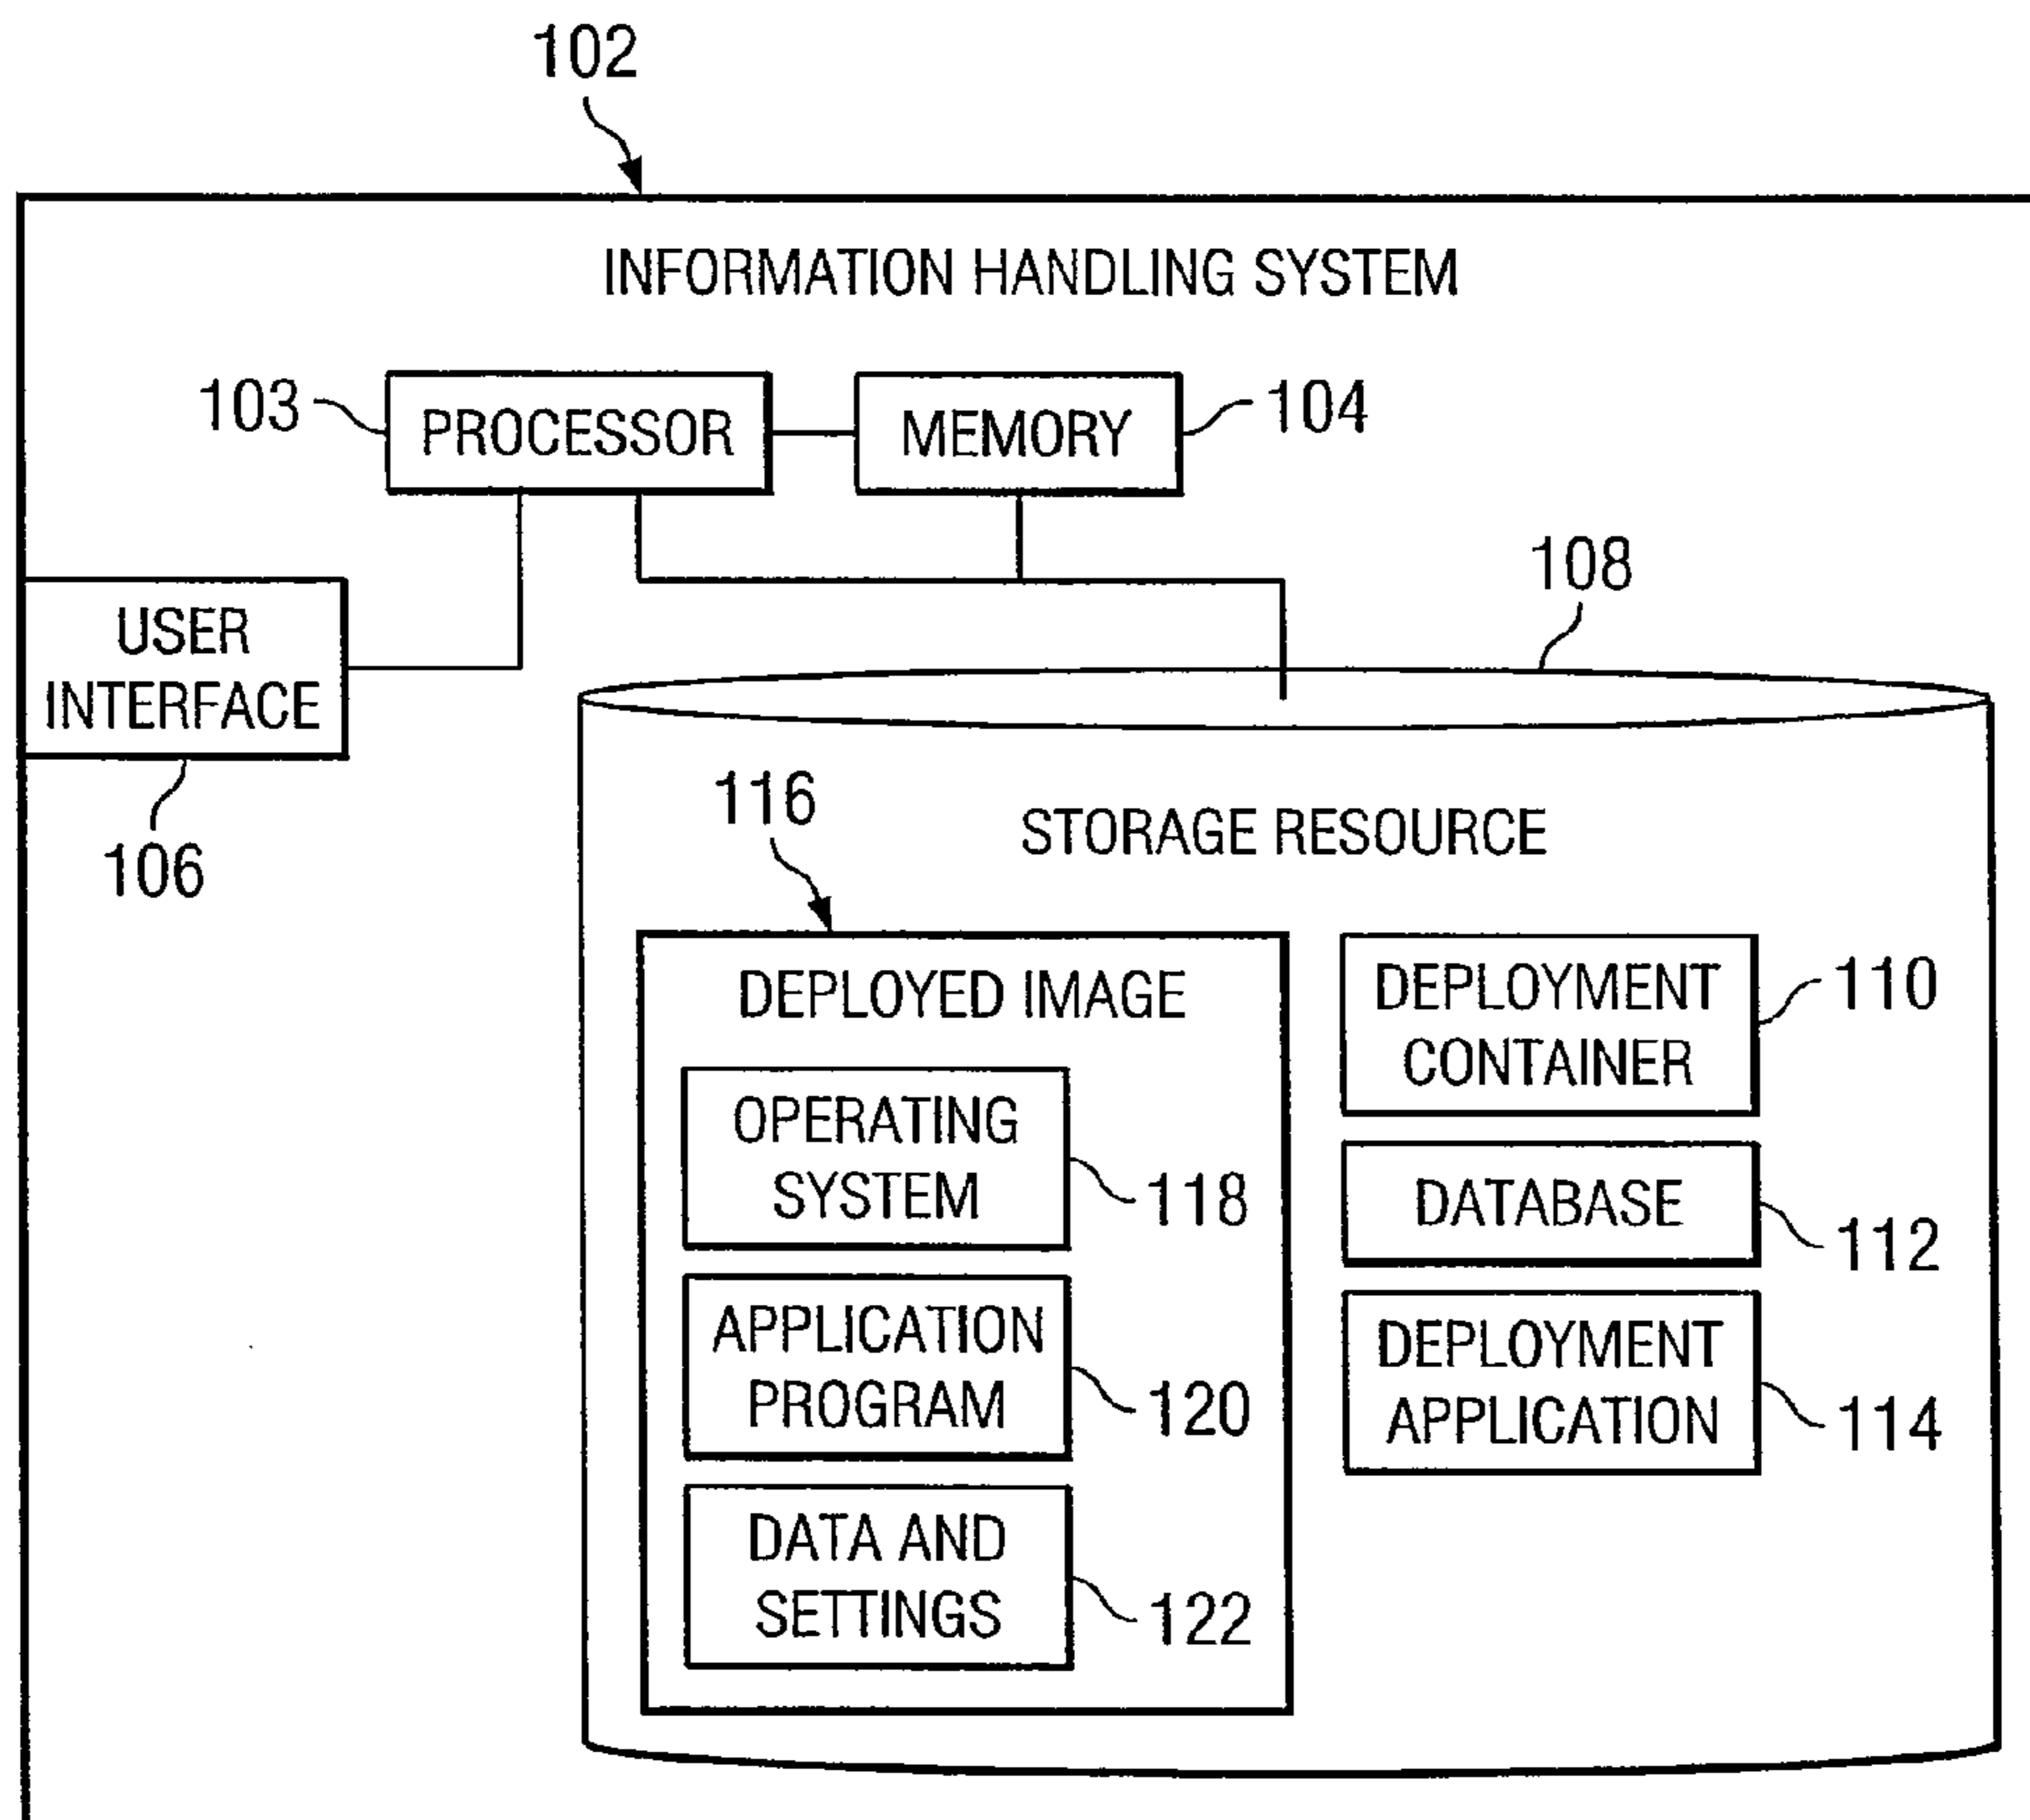 102
INFORMATION HANDLING SYSTEM
103
PROCESSOR
MEMORY
104
USER
INTERFACE
106
108
STORAGE RESOURCE
116
DEPLOYED IMAGE
OPERATING
SYSTEM
118
APPLICATION
PROGRAM
120
DATA AND
SETTINGS
122
DEPLOYMENT
CONTAINER
110
DATABASE
112
DEPLOYMENT
APPLICATION
114